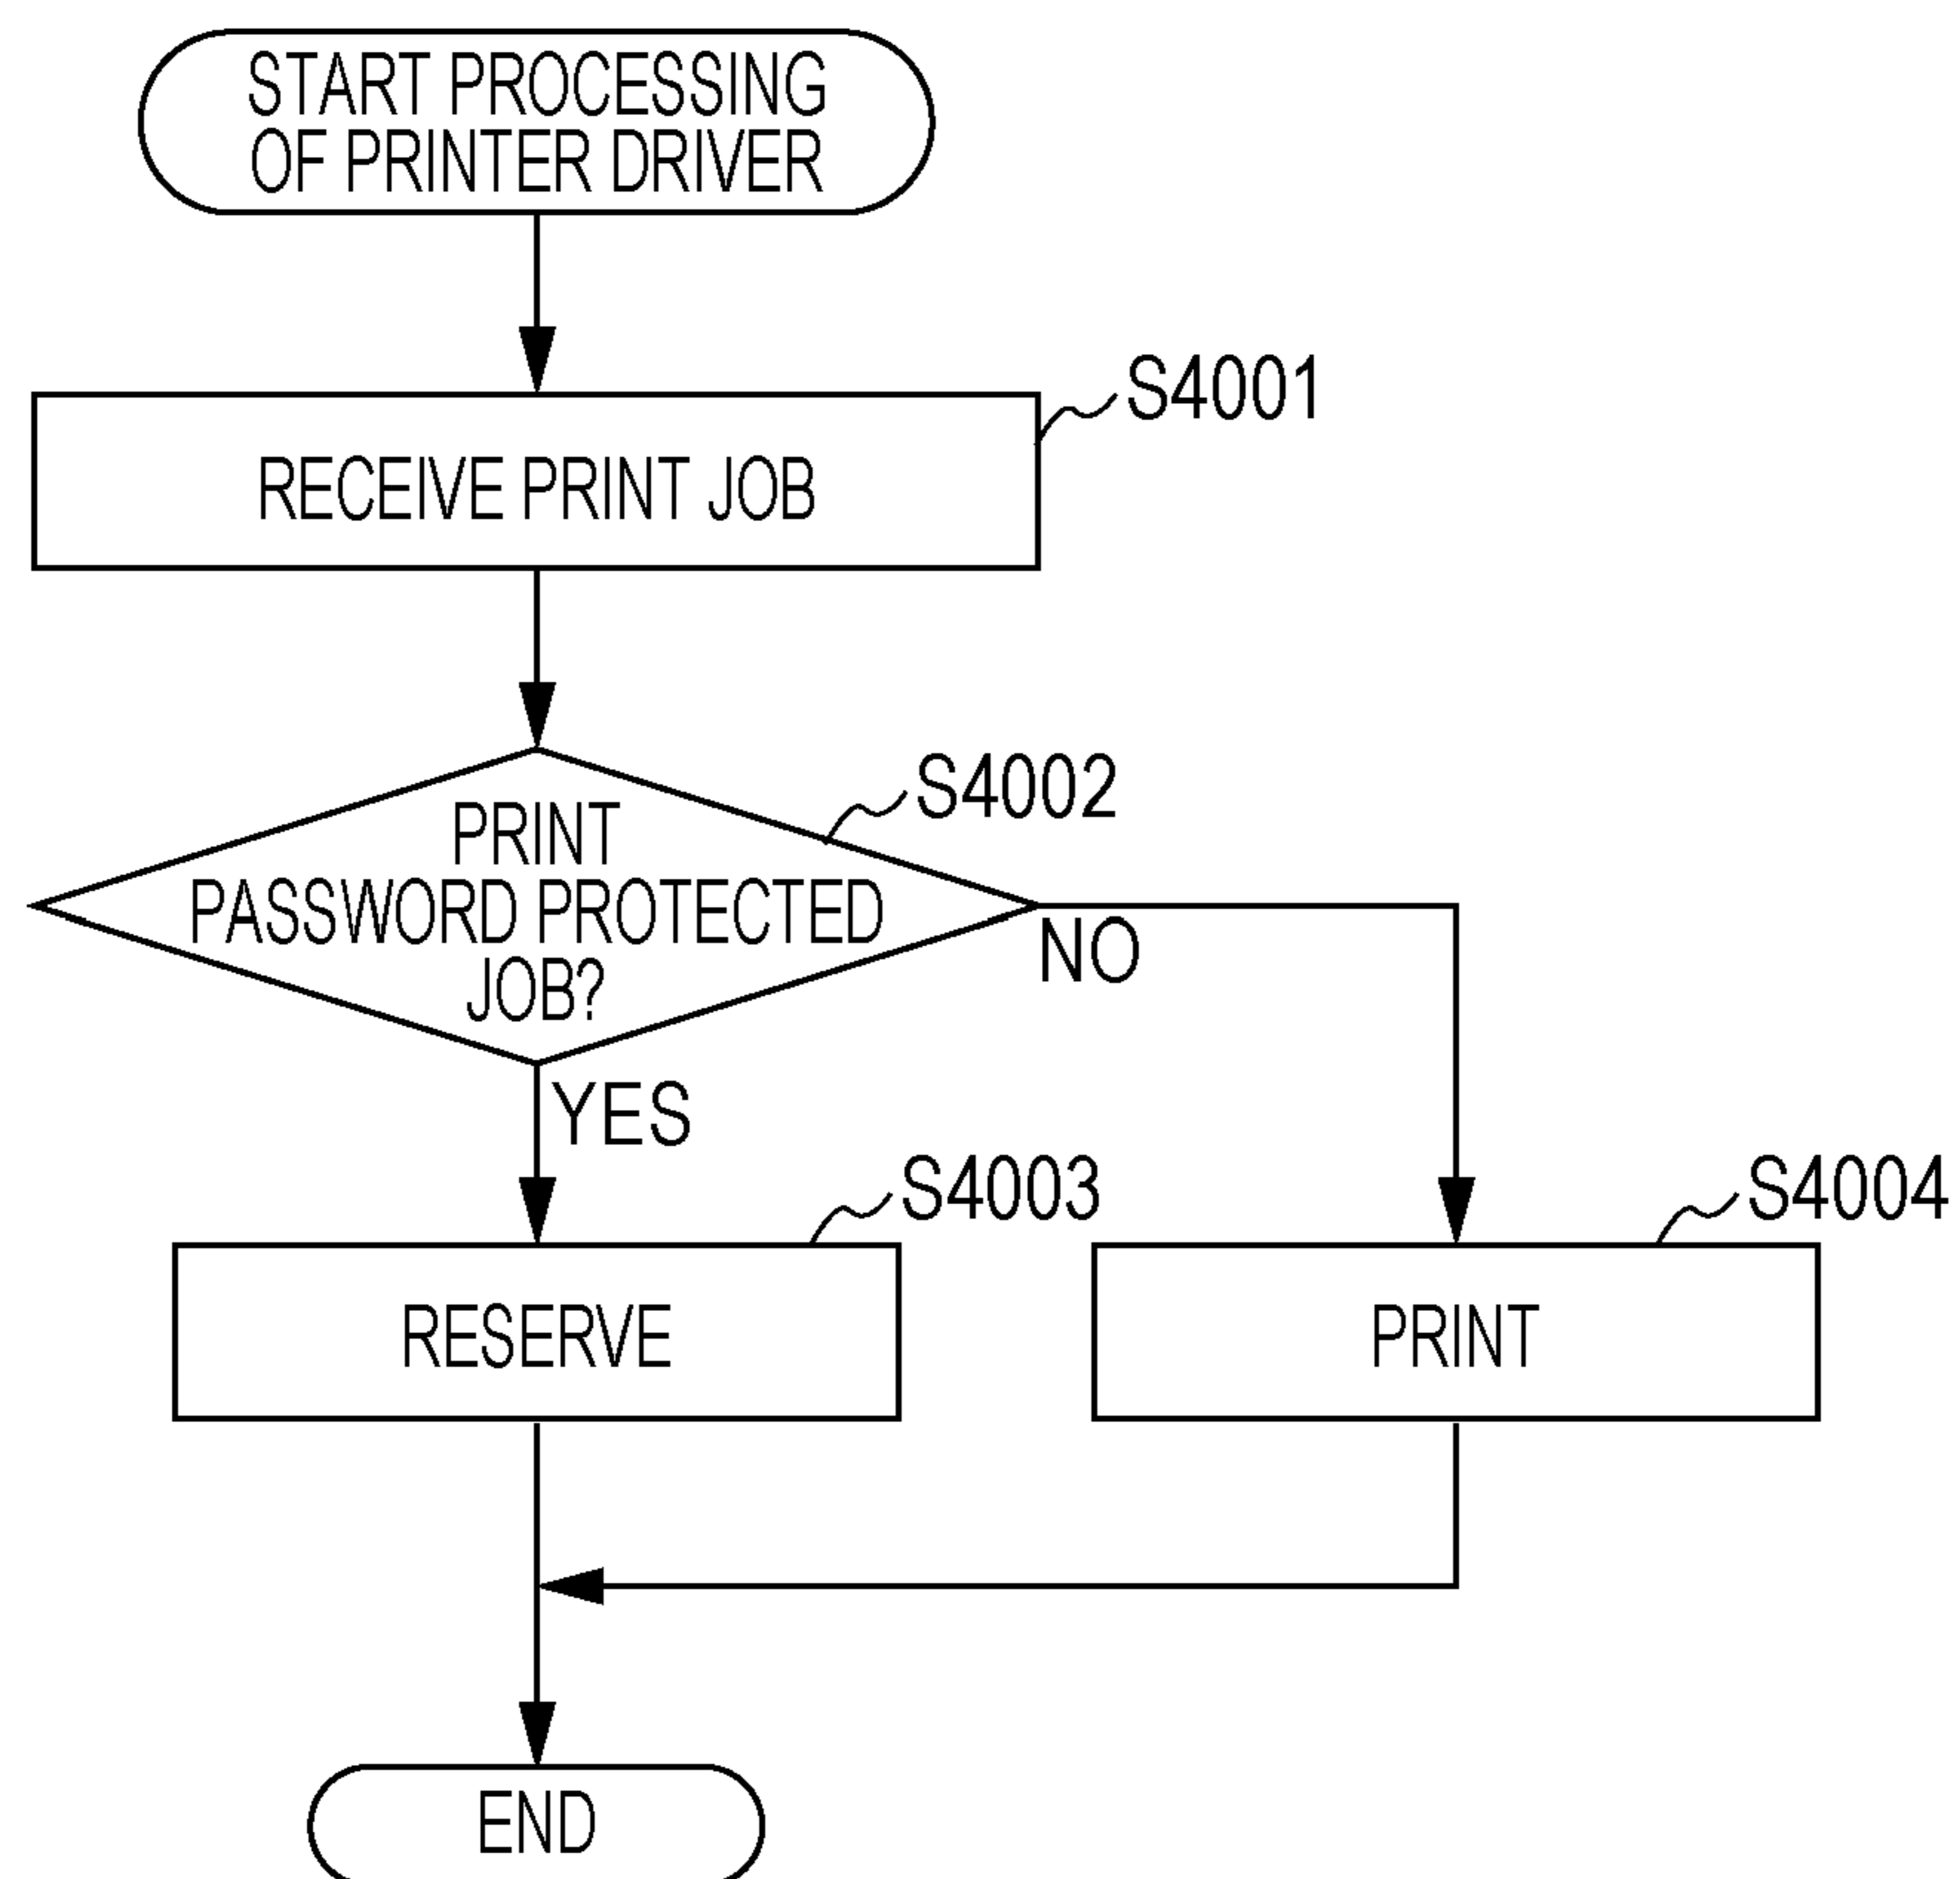 START PROCESSING
OF PRINTER DRIVER
S4001
RECEIVE PRINT JOB
S4002
PRINT
PASSWORD PROTECTED
JOB?
NO
YES
S4003
S4004
RESERVE
PRINT
END